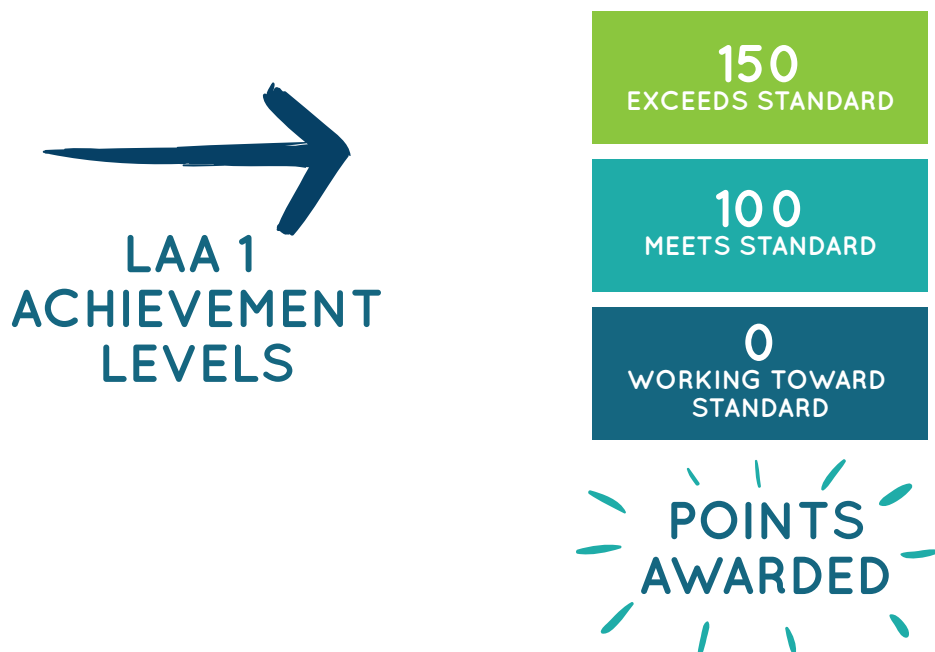 LAA 1
ACHIEVEMENT
LEVELS
150
EXCEEDS STANDARD
100
MEETS STANDARD
0
WORKING TOWARD
STANDARD
POINTS
AWARDED